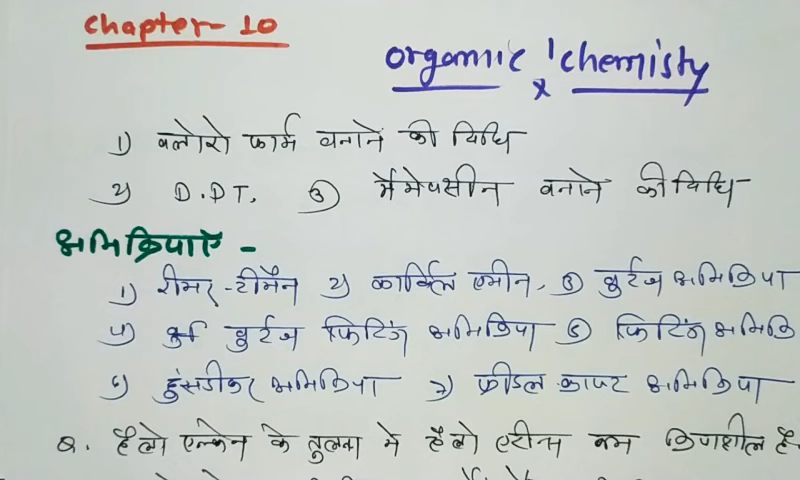 Chapter-10
Organic Chemisty
1) क्लोरो फार्म बनाने की विधि
2) D.D.T. ③ मैमेक्सीन बनाने की विधि
अभिक्रियाएँ -
1) रीमर-टीमैन 2) कार्बिल एमीन, ③ वुर्टज अभिक्रिया
4) वुर्टज फिटिंग अभिक्रिया ⑤ फिटिंग अभिक्रि
6) हुंसडीकर अभिक्रिया 7) फ्रीडल क्राफ्ट अभिक्रिया
Q. हैलो एल्केन के तुलना मे हैलो एरीन्स कम क्रियाशील है-